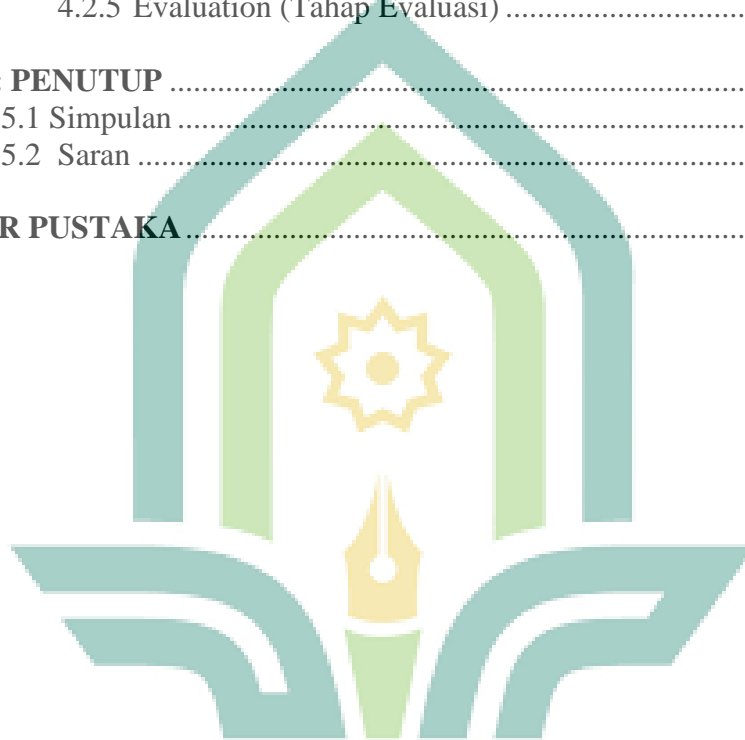 4.2.5 Evaluation (Tahap Evaluasi) ..........................................
: PENUTUP ..........................................................................................
5.1 Simpulan ..........................................................................................
5.2 Saran ................................................................................................
R PUSTAKA ........................................................................................